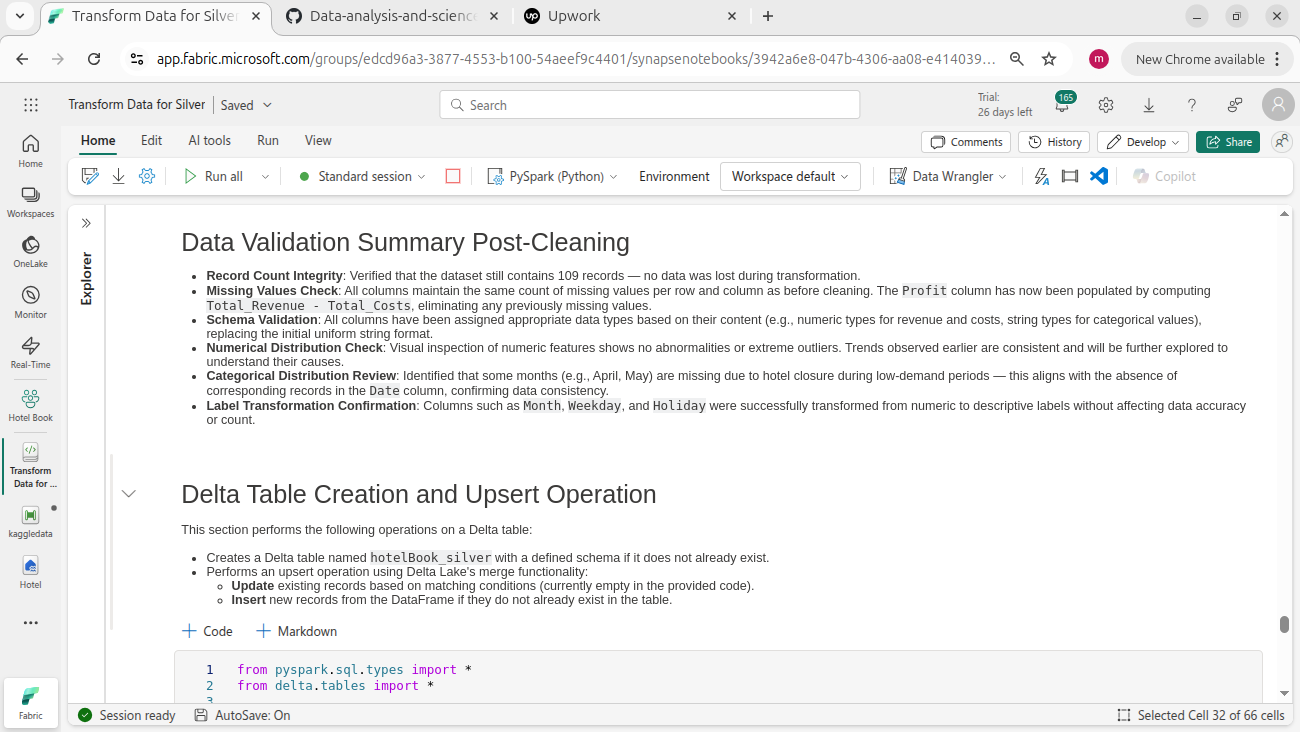 Transform Data for Silver
Data-analysis-and-science
Upwork
app.fabric.microsoft.com/groups/edcd96a3-3877-4553-b100-54aeef9c4401/synapsenotebooks/3942a6e8-047b-4306-aa08-e414039…
m
New Chrome available
Transform Data for Silver
Saved
Search
Trial:
26 days left
165
Home
Edit
AI tools
Run
View
Comments
History
Develop
Share
Run all
Standard session
PySpark (Python)
Environment
Workspace default
Data Wrangler
Copilot
Home
Workspaces
OneLake
Monitor
Real-Time
Hotel Book
Transform
Data for ...
kaggledata
Hotel
Fabric
Explorer
Data Validation Summary Post-Cleaning
• Record Count Integrity: Verified that the dataset still contains 109 records — no data was lost during transformation.
• Missing Values Check: All columns maintain the same count of missing values per row and column as before cleaning. The Profit column has now been populated by computing
Total_Revenue - Total_Costs, eliminating any previously missing values.
• Schema Validation: All columns have been assigned appropriate data types based on their content (e.g., numeric types for revenue and costs, string types for categorical values),
replacing the initial uniform string format.
• Numerical Distribution Check: Visual inspection of numeric features shows no abnormalities or extreme outliers. Trends observed earlier are consistent and will be further explored to
understand their causes.
• Categorical Distribution Review: Identified that some months (e.g., April, May) are missing due to hotel closure during low-demand periods — this aligns with the absence of
corresponding records in the Date column, confirming data consistency.
• Label Transformation Confirmation: Columns such as Month, Weekday, and Holiday were successfully transformed from numeric to descriptive labels without affecting data accuracy
or count.
Delta Table Creation and Upsert Operation
This section performs the following operations on a Delta table:
• Creates a Delta table named hotelBook_silver with a defined schema if it does not already exist.
• Performs an upsert operation using Delta Lake's merge functionality:
◦ Update existing records based on matching conditions (currently empty in the provided code).
◦ Insert new records from the DataFrame if they do not already exist in the table.
Code
Markdown
1 from pyspark.sql.types import *
2 from delta.tables import *
3
Session ready
AutoSave: On
Selected Cell 32 of 66 cells